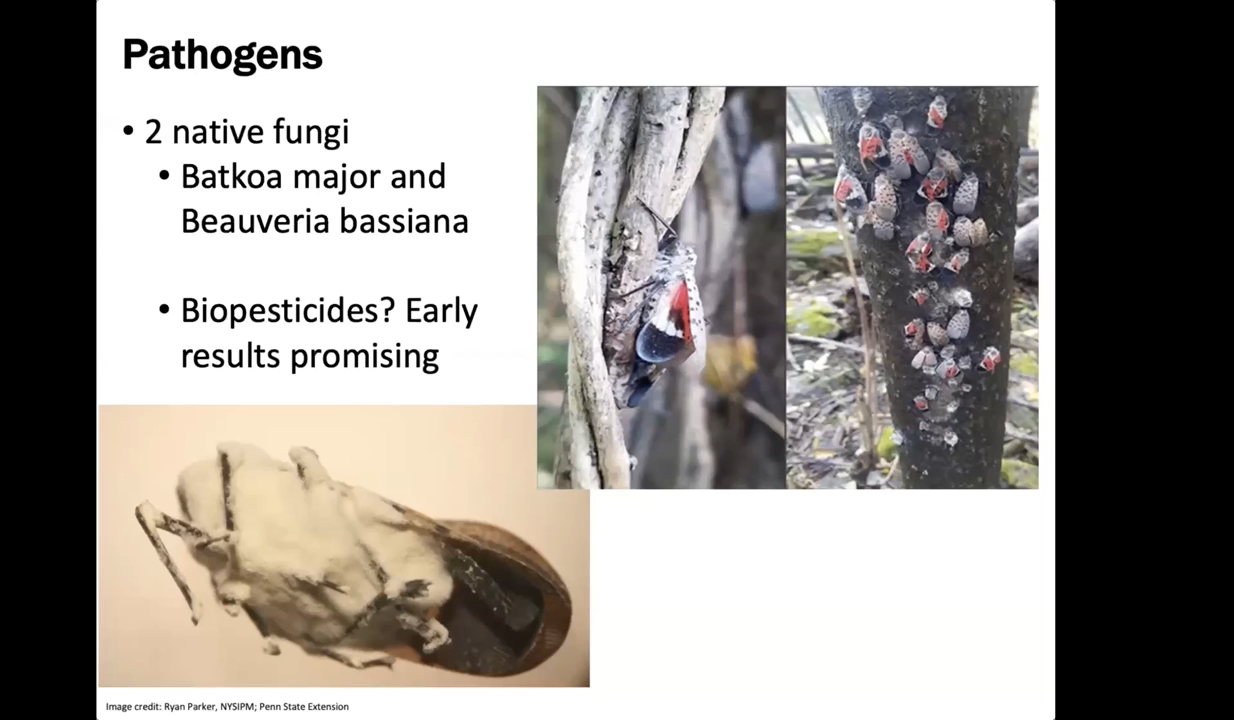 Pathogens
• 2 native fungi
• Batkoa major and
Beauveria bassiana
• Biopesticides? Early
results promising
Image credit: Ryan Parker, NYSIPM; Penn State Extension